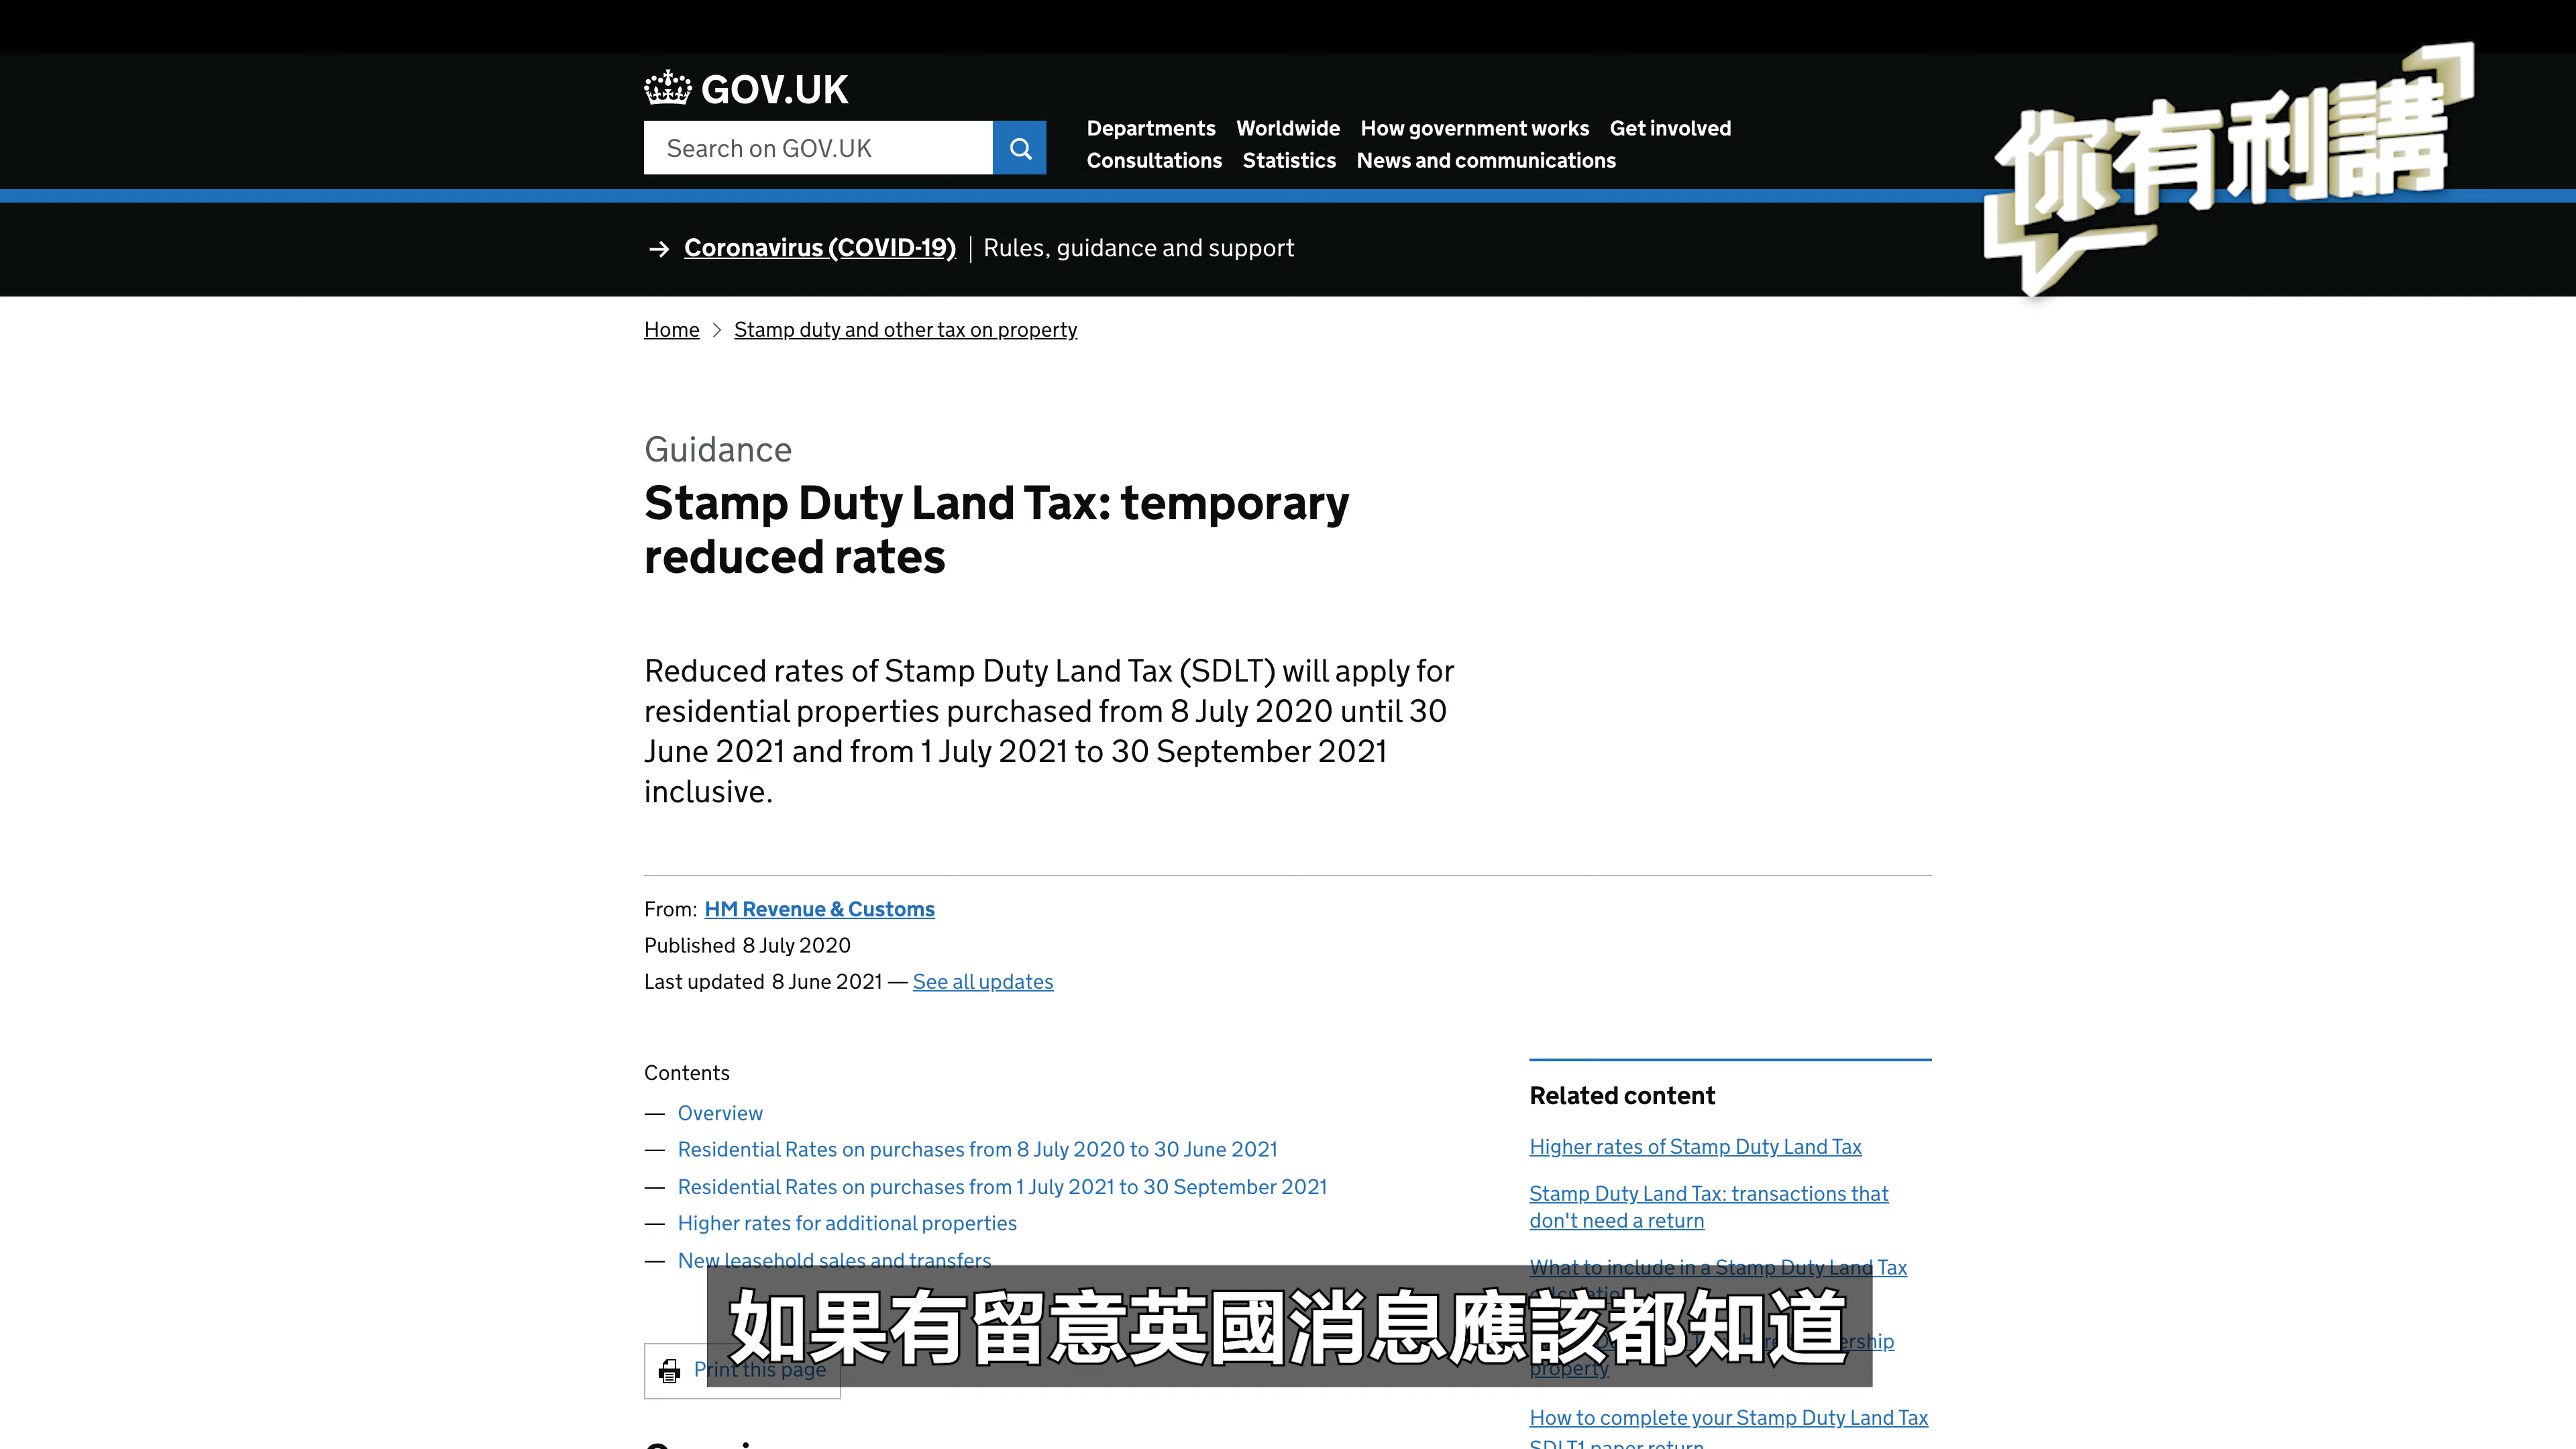 GOV.UK
Search on GOV.UK
Departments Worldwide How government works Get involved
Consultations Statistics News and communications
你有利講
→ Coronavirus (COVID-19) | Rules, guidance and support
Home > Stamp duty and other tax on property
Guidance
Stamp Duty Land Tax: temporary
reduced rates
Reduced rates of Stamp Duty Land Tax (SDLT) will apply for
residential properties purchased from 8 July 2020 until 30
June 2021 and from 1 July 2021 to 30 September 2021
inclusive.
From: HM Revenue & Customs
Published 8 July 2020
Last updated 8 June 2021 — See all updates
Contents
— Overview
— Residential Rates on purchases from 8 July 2020 to 30 June 2021
— Residential Rates on purchases from 1 July 2021 to 30 September 2021
— Higher rates for additional properties
— New leasehold sales and transfers
Print this page
Related content
Higher rates of Stamp Duty Land Tax
Stamp Duty Land Tax: transactions that
don't need a return
What to include in a Stamp Duty Land Tax
property
How to complete your Stamp Duty Land Tax
SDLT1 paper return
如果有留意英國消息應該都知道